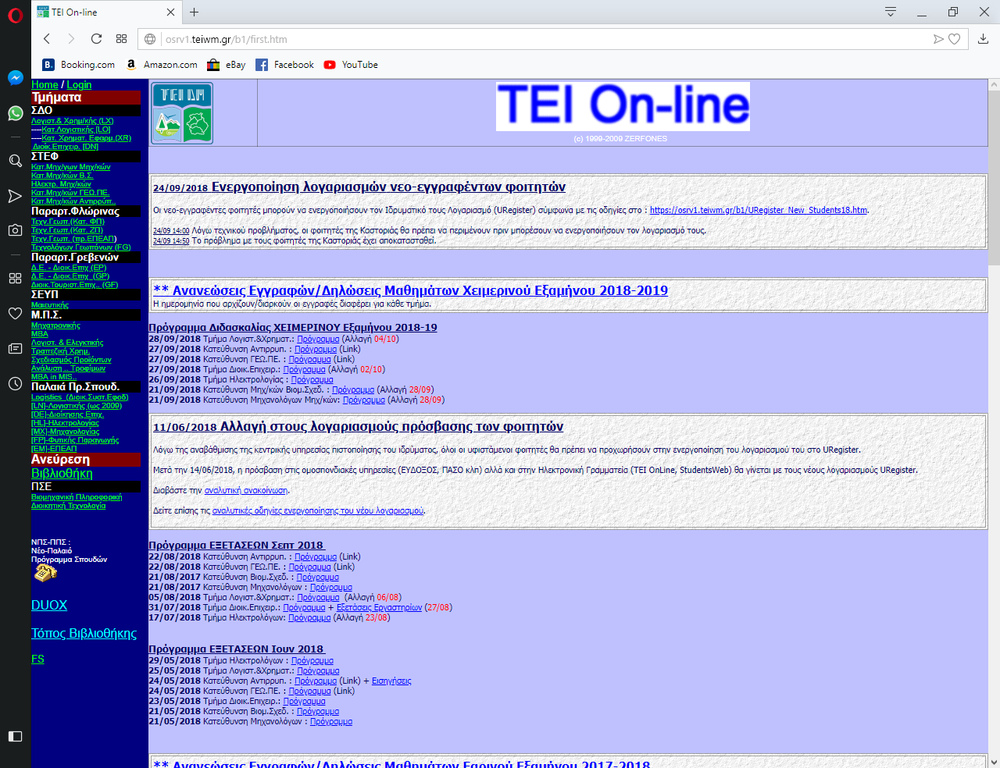 TEI On-line
osrv1.teiwm.gr/b1/first.htm
Booking.com
Amazon.com
eBay
Facebook
YouTube
Home / Login
Τμήματα
ΣΔΟ
Λογιστ.& Χρημ/κής (LX)
----Κατ.Λογιστικής [LO]
----Κατ. Χρηματ. Εφαρμ.(XR)
Διοίκ.Επιχειρ. [DN]
ΣΤΕΦ
Κατ.Μηχ/γων Μηχ/κών
Κατ.Μηχ/κών Β.Σ.
Ηλεκτρ. Μηχ/κών
Κατ.Μηχ/κών ΓΕΩ.ΠΕ.
Κατ.Μηχ/κών Αντιρρύπ..
Παραρτ.Φλώρινας
Τεχν.Γεωπ.(Κατ. ΦΠ)
Τεχν.Γεωπ.(Κατ. ΖΠ)
Τεχν.Γεωπ. (πρ.ΕΠΕΑΠ)
Τεχνολόγων Γεωπόνων (FG)
Παραρτ.Γρεβενών
Δ.Ε. - Διοικ.Επιχ (EP)
Δ.Ε. - Διοικ.Επιχ. (GP)
Διοικ.Τουριστ.Επιχ.. (GF)
ΣΕΥΠ
Μαιευτικής
Μ.Π.Σ.
Μηχατρονικής
MBA
Λογιστ. & Ελεγκτικής
Τραπεζική Χρημ.
Σχεδιασμός Προϊόντων
Ανάλυση .. Τροφίμων
MBA in MIS..
Παλαιά Πρ.Σπουδ.
Logistics (Διοικ.Συστ.Εφοδ)
[LN]-Λογιστικής (ως 2009)
[DE]-Διοίκησης Επιχ.
[HL]-Ηλεκτρολογίας
[MX]-Μηχανολογίας
[FP]-Φυτικής Παραγωγής
[EM]-ΕΠΕΑΠ
Ανεύρεση
Βιβλιοθήκη
ΠΣΕ
Βιομηχανική Πληροφορική
Διοικητική Τεχνολογία
ΝΠΣ-ΠΠΣ :
Νέο-Παλαιό
Πρόγραμμα Σπουδών
DUOX
Τόπος Βιβλιοθήκης
FS
TEI ΔΜ
TEI On-line
(c) 1999-2009 ZERFONES
24/09/2018 Ενεργοποίηση λογαριασμών νεο-εγγραφέντων φοιτητών
Οι νεο-εγγραφέντες φοιτητές μπορούν να ενεργοποιήσουν τον Ιδρυματικό τους Λογαριασμό (URegister) σύμφωνα με τις οδηγίες στο : https://osrv1.teiwm.gr/b1/URegister_New_Students18.htm.
24/09 14:00 Λόγω τεχνικού προβλήματος, οι φοιτητές της Καστοριάς θα πρέπει να περιμένουν πριν μπορέσουν να ενεργοποιήσουν τον λογαριασμό τους.
24/09 14:50 Το πρόβλημα με τους φοιτητές της Καστοριάς έχει αποκατασταθεί.
** Ανανεώσεις Εγγραφών/Δηλώσεις Μαθημάτων Χειμερινού Εξαμήνου 2018-2019
Η ημερομηνία που αρχίζουν/διαρκούν οι εγγραφές διαφέρει για κάθε τμήμα.
Πρόγραμμα Διδασκαλίας ΧΕΙΜΕΡΙΝΟΥ Εξαμήνου 2018-19
28/09/2018 Τμήμα Λογιστ.&Χρηματ.: Πρόγραμμα (Αλλαγή 04/10)
27/09/2018 Κατεύθυνση Αντιρρυπ. : Πρόγραμμα (Link)
27/09/2018 Κατεύθυνση ΓΕΩ.ΠΕ. : Πρόγραμμα (Link)
27/09/2018 Τμήμα Διοικ.Επιχειρ.: Πρόγραμμα (Αλλαγή 02/10)
26/09/2018 Τμήμα Ηλεκτρολογίας : Πρόγραμμα
21/09/2018 Κατεύθυνση Μηχ/κών Βιομ.Σχεδ. : Πρόγραμμα (Αλλαγή 28/09)
21/09/2018 Κατεύθυνση Μηχανολόγων Μηχ/κών: Πρόγραμμα (Αλλαγή 28/09)
11/06/2018 Αλλαγή στους λογαριασμούς πρόσβασης των φοιτητών
Λόγω της αναβάθμισης της κεντρικής υπηρεσίας πιστοποίησης του ιδρύματος, όλοι οι υφιστάμενοι φοιτητές θα πρέπει να προχωρήσουν στην ενεργοποίηση του λογαριασμού του στο URegister.
Μετά την 14/06/2018, η πρόσβαση στις ομοσπονδιακές υπηρεσίες (ΕΥΔΟΞΟΣ, ΠΑΣΟ κλπ) αλλά και στην Ηλεκτρονική Γραμματεία (TEI OnLine, StudentsWeb) θα γίνεται με τους νέους λογαριασμούς URegister.
Διαβάστε την αναλυτική ανακοίνωση.
Δείτε επίσης τις αναλυτικές οδηγίες ενεργοποίησης του νέου λογαριασμού.
Πρόγραμμα ΕΞΕΤΑΣΕΩΝ Σεπτ 2018
22/08/2018 Κατεύθυνση Αντιρρυπ. : Πρόγραμμα (Link)
22/08/2018 Κατεύθυνση ΓΕΩ.ΠΕ. : Πρόγραμμα (Link)
21/08/2017 Κατεύθυνση Βιομ.Σχεδ. : Πρόγραμμα
21/08/2017 Κατεύθυνση Μηχανολόγων : Πρόγραμμα
05/08/2018 Τμήμα Λογιστ.&Χρηματ.: Πρόγραμμα (Αλλαγή 06/08)
31/07/2018 Τμήμα Διοικ.Επιχειρ.: Πρόγραμμα + Εξετάσεις Εργαστηρίων (27/08)
17/07/2018 Τμήμα Ηλεκτρολόγων: Πρόγραμμα (Αλλαγή 23/08)
Πρόγραμμα ΕΞΕΤΑΣΕΩΝ Ιουν 2018
29/05/2018 Τμήμα Ηλεκτρολόγων : Πρόγραμμα
25/05/2018 Τμήμα Λογιστ.&Χρηματ.: Πρόγραμμα
24/05/2018 Κατεύθυνση Αντιρρυπ. : Πρόγραμμα (Link) + Εισηγήσεις
24/05/2018 Κατεύθυνση ΓΕΩ.ΠΕ. : Πρόγραμμα (Link)
23/05/2018 Τμήμα Διοικ.Επιχειρ.: Πρόγραμμα
21/05/2018 Κατεύθυνση Βιομ.Σχεδ. : Πρόγραμμα
21/05/2018 Κατεύθυνση Μηχανολόγων : Πρόγραμμα
** Ανανεώσεις Εγγραφών/Δηλώσεις Μαθημάτων Εαρινού Εξαμήνου 2017-2018